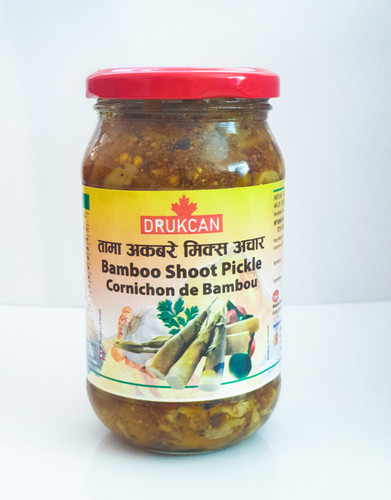 DRUKCAN
तामा अकबरे मिक्स अचार
Bamboo Shoot Pickle
Cornichon de Bambou